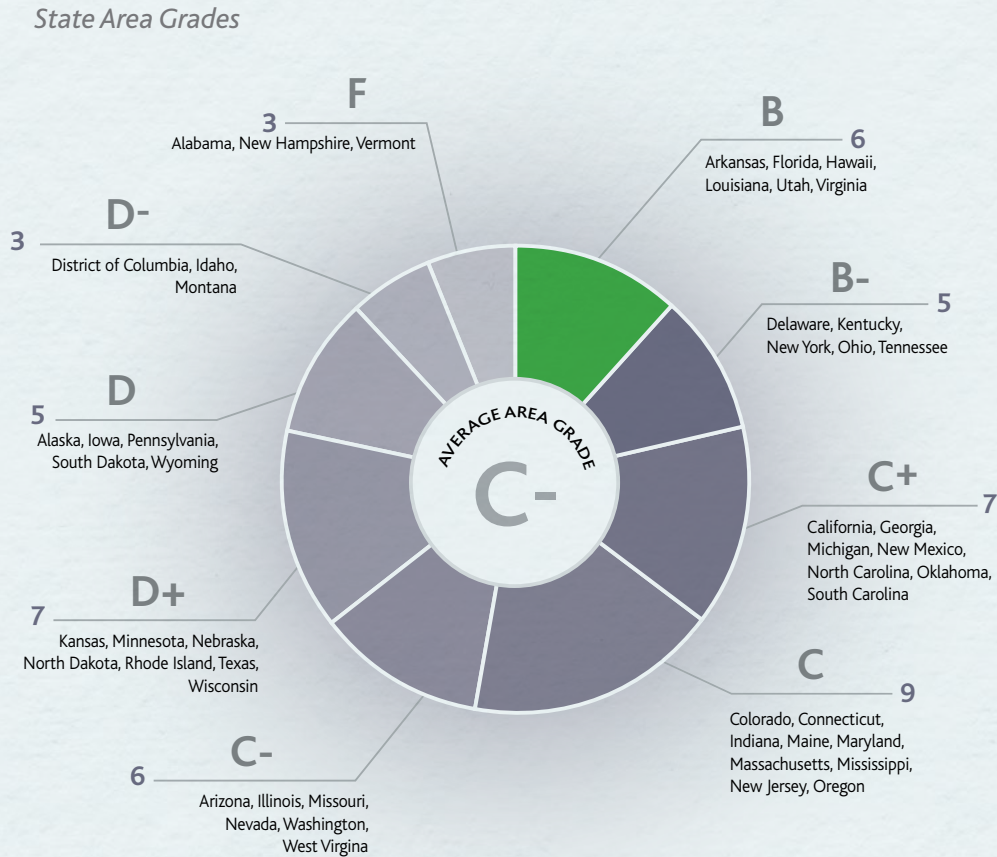 State Area Grades
F
3
Alabama, New Hampshire, Vermont
B
6
Arkansas, Florida, Hawaii,
Louisiana, Utah, Virginia
D-
3
District of Columbia, Idaho,
Montana
B-
5
Delaware, Kentucky,
New York, Ohio, Tennessee
D
5
Alaska, Iowa, Pennsylvania,
South Dakota, Wyoming
AVERAGE AREA GRADE
C-
C+
7
California, Georgia,
Michigan, New Mexico,
North Carolina, Oklahoma,
South Carolina
D+
7
Kansas, Minnesota, Nebraska,
North Dakota, Rhode Island, Texas,
Wisconsin
C
9
Colorado, Connecticut,
Indiana, Maine, Maryland,
Massachusetts, Mississippi,
New Jersey, Oregon
C-
6
Arizona, Illinois, Missouri,
Nevada, Washington,
West Virgina